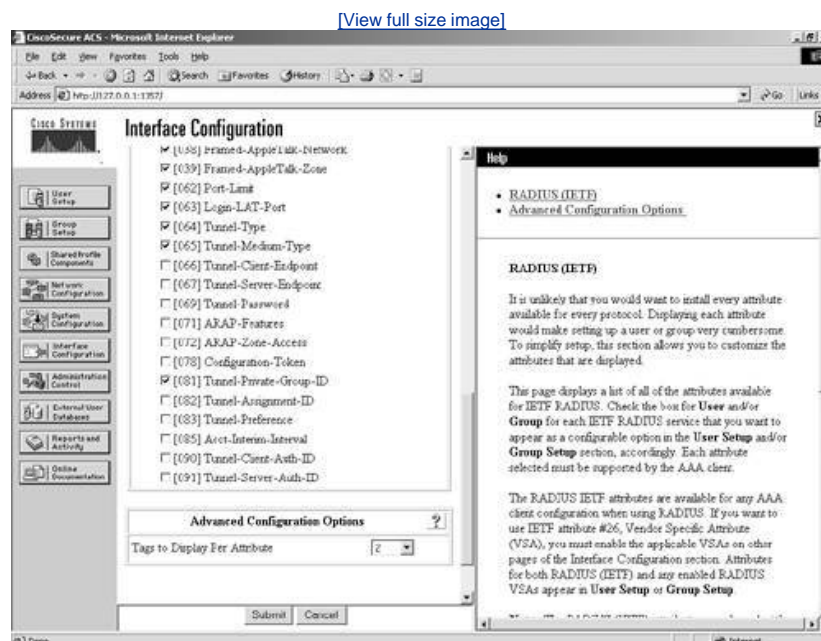 [View full size image]
CiscoSecure ACS - Microsoft Internet Explorer
File Edit View Favorites Tools Help
Back Search Favorites History
Address http://127.0.0.1:1357/ Go Links
CISCO SYSTEMS
Interface Configuration
User Setup
Group Setup
Shared Profile Components
Network Configuration
System Configuration
Interface Configuration
Administration Control
External User Databases
Reports and Activity
Online Documentation
[038] Framed-AppleTalk-Network
[039] Framed-AppleTalk-Zone
[062] Port-Limit
[063] Login-LAT-Port
[064] Tunnel-Type
[065] Tunnel-Medium-Type
[066] Tunnel-Client-Endpoint
[067] Tunnel-Server-Endpoint
[069] Tunnel-Password
[071] ARAP-Features
[072] ARAP-Zone-Access
[078] Configuration-Token
[081] Tunnel-Private-Group-ID
[082] Tunnel-Assignment-ID
[083] Tunnel-Preference
[085] Acct-Interim-Interval
[090] Tunnel-Client-Auth-ID
[091] Tunnel-Server-Auth-ID
Advanced Configuration Options ?
Tags to Display Per Attribute 2
Submit Cancel
Help
RADIUS (IETF)
Advanced Configuration Options
RADIUS (IETF)
It is unlikely that you would want to install every attribute
available for every protocol. Displaying each attribute
would make setting up a user or group very cumbersome.
To simplify setup, this section allows you to customize the
attributes that are displayed.
This page displays a list of all of the attributes available
for IETF RADIUS. Check the box for User and/or
Group for each IETF RADIUS service that you want to
appear as a configurable option in the User Setup and/or
Group Setup section, accordingly. Each attribute
selected must be supported by the AAA client.
The RADIUS IETF attributes are available for any AAA
client configuration when using RADIUS. If you want to
use IETF attribute #26, Vendor Specific Attribute
(VSA), you must enable the applicable VSAs on other
pages of the Interface Configuration section. Attributes
for both RADIUS (IETF) and any enabled RADIUS
VSAs appear in User Setup or Group Setup.
Done
Internet